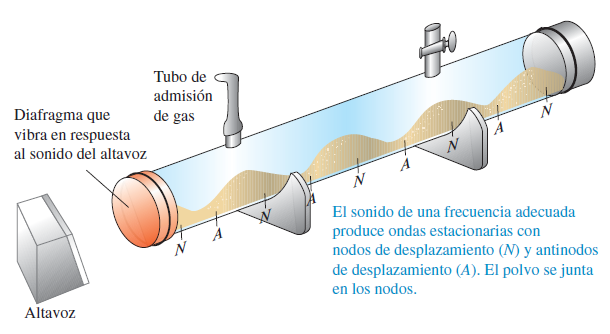 Tubo de
admisión
de gas
Diafragma que
vibra en respuesta
al sonido del altavoz
N
A
N
A
N
A
N
A
N
El sonido de una frecuencia adecuada
produce ondas estacionarias con
nodos de desplazamiento (N) y antinodos
de desplazamiento (A). El polvo se junta
en los nodos.
Altavoz